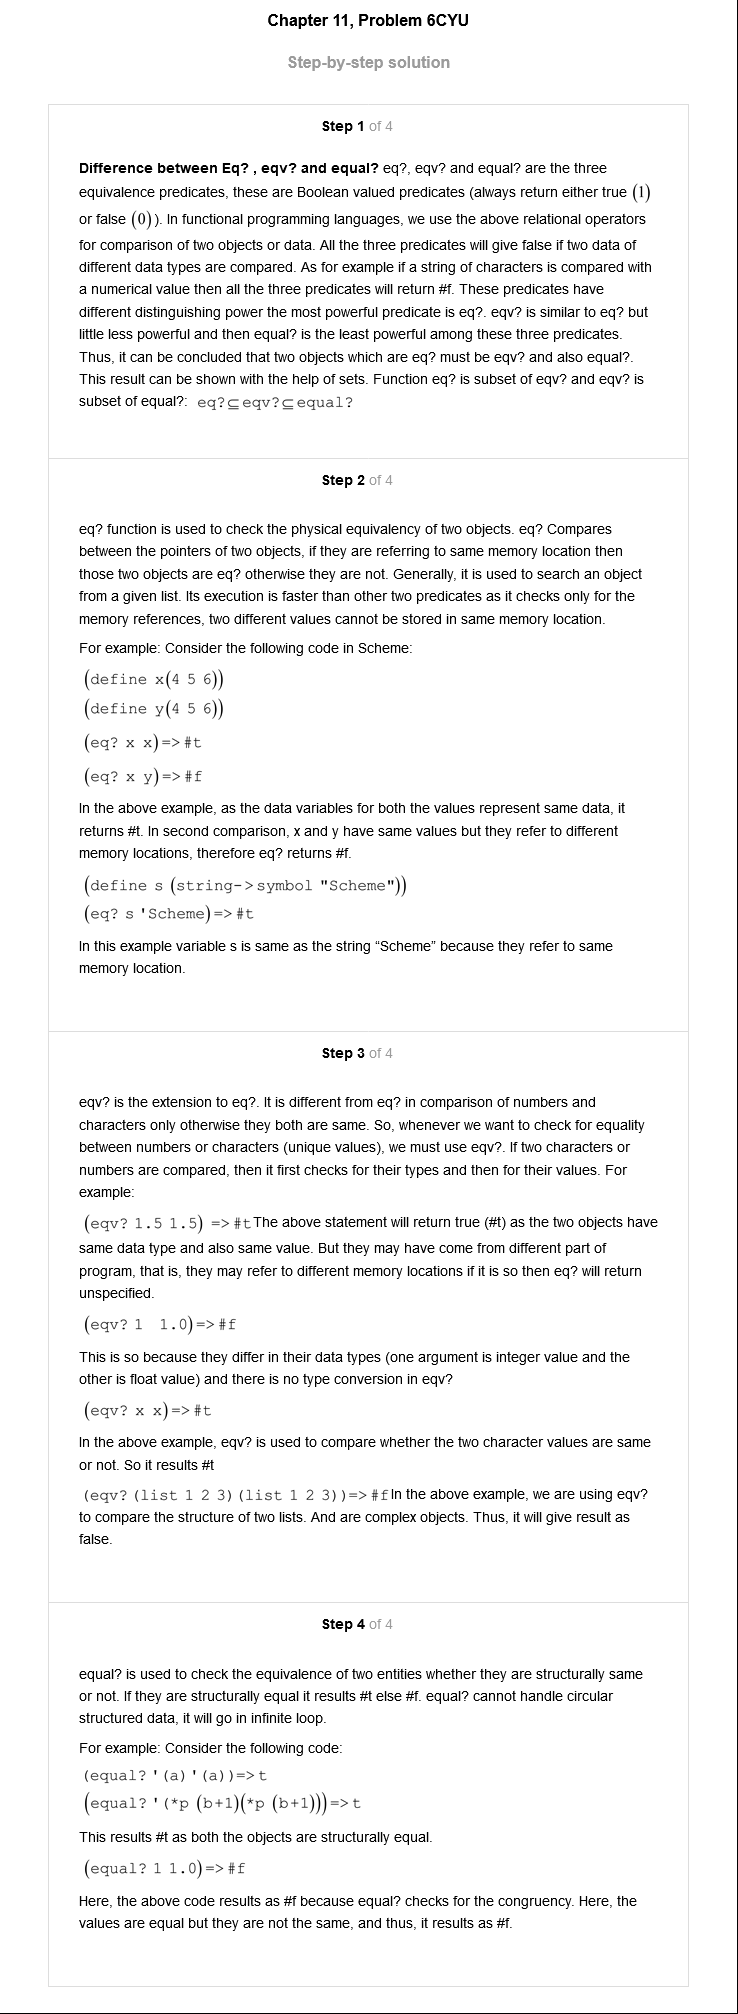 Chapter 11, Problem 6CYU
Step-by-step solution
Step 1 of 4
Difference between Eq? , eqv? and equal? eq?, eqv? and equal? are the three
equivalence predicates, these are Boolean valued predicates (always return either true (1)
or false (0)). In functional programming languages, we use the above relational operators
for comparison of two objects or data. All the three predicates will give false if two data of
different data types are compared. As for example if a string of characters is compared with
a numerical value then all the three predicates will return #f. These predicates have
different distinguishing power the most powerful predicate is eq?. eqv? is similar to eq? but
little less powerful and then equal? is the least powerful among these three predicates.
Thus, it can be concluded that two objects which are eq? must be eqv? and also equal?.
This result can be shown with the help of sets. Function eq? is subset of eqv? and eqv? is
subset of equal?: eq?⊆eqv?⊆equal?
Step 2 of 4
eq? function is used to check the physical equivalency of two objects. eq? Compares
between the pointers of two objects, if they are referring to same memory location then
those two objects are eq? otherwise they are not. Generally, it is used to search an object
from a given list. Its execution is faster than other two predicates as it checks only for the
memory references, two different values cannot be stored in same memory location.
For example: Consider the following code in Scheme:
(define x(4 5 6))
(define y(4 5 6))
(eq? x x)=>#t
(eq? x y)=>#f
In the above example, as the data variables for both the values represent same data, it
returns #t. In second comparison, x and y have same values but they refer to different
memory locations, therefore eq? returns #f.
(define s (string->symbol "Scheme"))
(eq? s 'Scheme)=>#t
In this example variable s is same as the string “Scheme” because they refer to same
memory location.
Step 3 of 4
eqv? is the extension to eq?. It is different from eq? in comparison of numbers and
characters only otherwise they both are same. So, whenever we want to check for equality
between numbers or characters (unique values), we must use eqv?. If two characters or
numbers are compared, then it first checks for their types and then for their values. For
example:
(eqv? 1.5 1.5) =>#tThe above statement will return true (#t) as the two objects have
same data type and also same value. But they may have come from different part of
program, that is, they may refer to different memory locations if it is so then eq? will return
unspecified.
(eqv? 1 1.0)=>#f
This is so because they differ in their data types (one argument is integer value and the
other is float value) and there is no type conversion in eqv?
(eqv? x x)=>#t
In the above example, eqv? is used to compare whether the two character values are same
or not. So it results #t
(eqv? (list 1 2 3)(list 1 2 3))=>#fIn the above example, we are using eqv?
to compare the structure of two lists. And are complex objects. Thus, it will give result as
false.
Step 4 of 4
equal? is used to check the equivalence of two entities whether they are structurally same
or not. If they are structurally equal it results #t else #f. equal? cannot handle circular
structured data, it will go in infinite loop.
For example: Consider the following code:
(equal? '(a)'(a))=>t
(equal? '(*p (b+1)(*p (b+1)))=>t
This results #t as both the objects are structurally equal.
(equal? 1 1.0)=>#f
Here, the above code results as #f because equal? checks for the congruency. Here, the
values are equal but they are not the same, and thus, it results as #f.